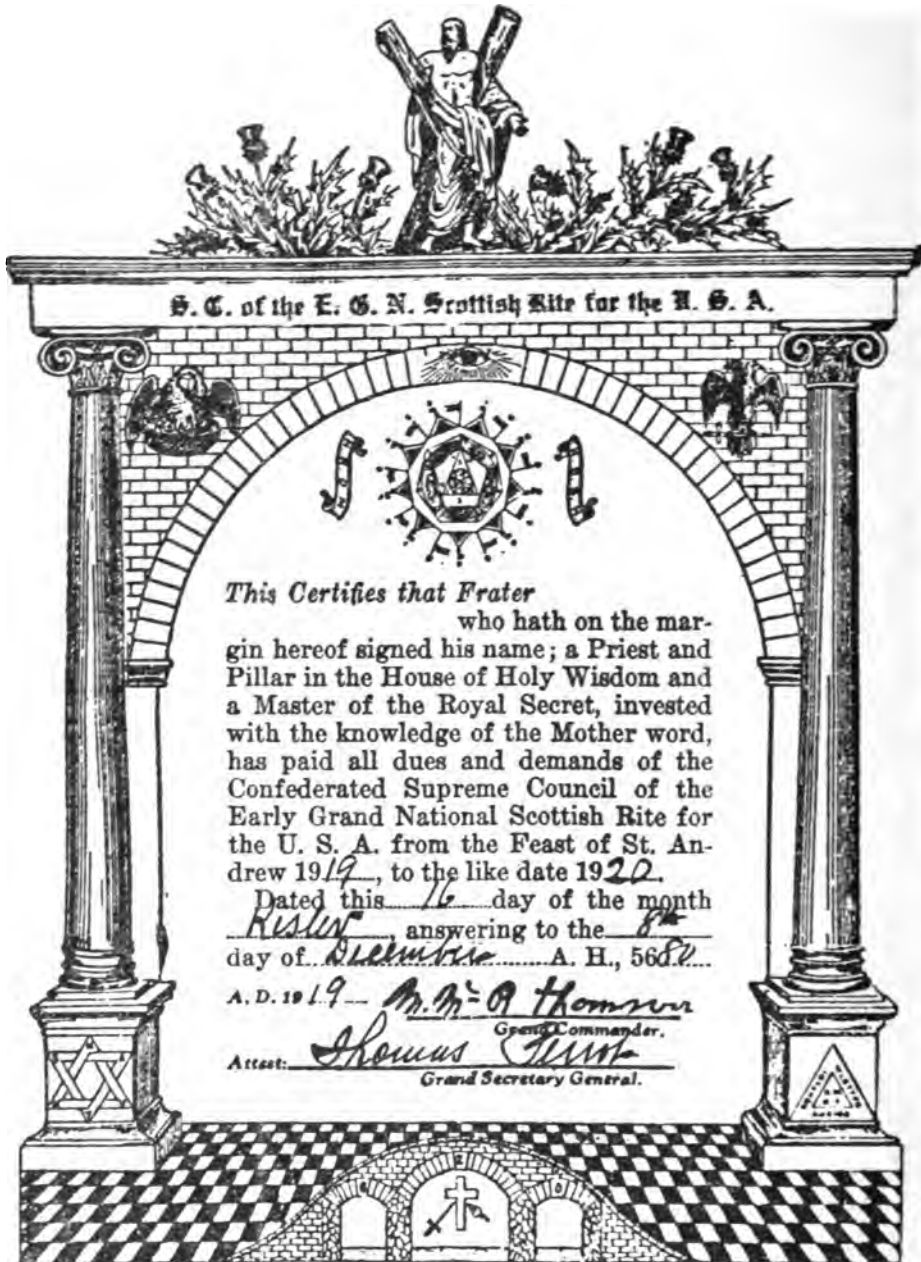 S. C. of the E. G. N. Scottish Rite for the U. S. A.
This Certifies that Frater
who hath on the mar-
gin hereof signed his name; a Priest and
Pillar in the House of Holy Wisdom and
a Master of the Royal Secret, invested
with the knowledge of the Mother word,
has paid all dues and demands of the
Confederated Supreme Council of the
Early Grand National Scottish Rite for
the U. S. A. from the Feast of St. An-
drew 1919, to the like date 1920.
Dated this 16 day of the month
Kislev, answering to the 8th
day of December A. H., 5680
A. D. 1919 M. McB Thomson
Grand Commander.
Attest: Thomas Perrot
Grand Secretary General.